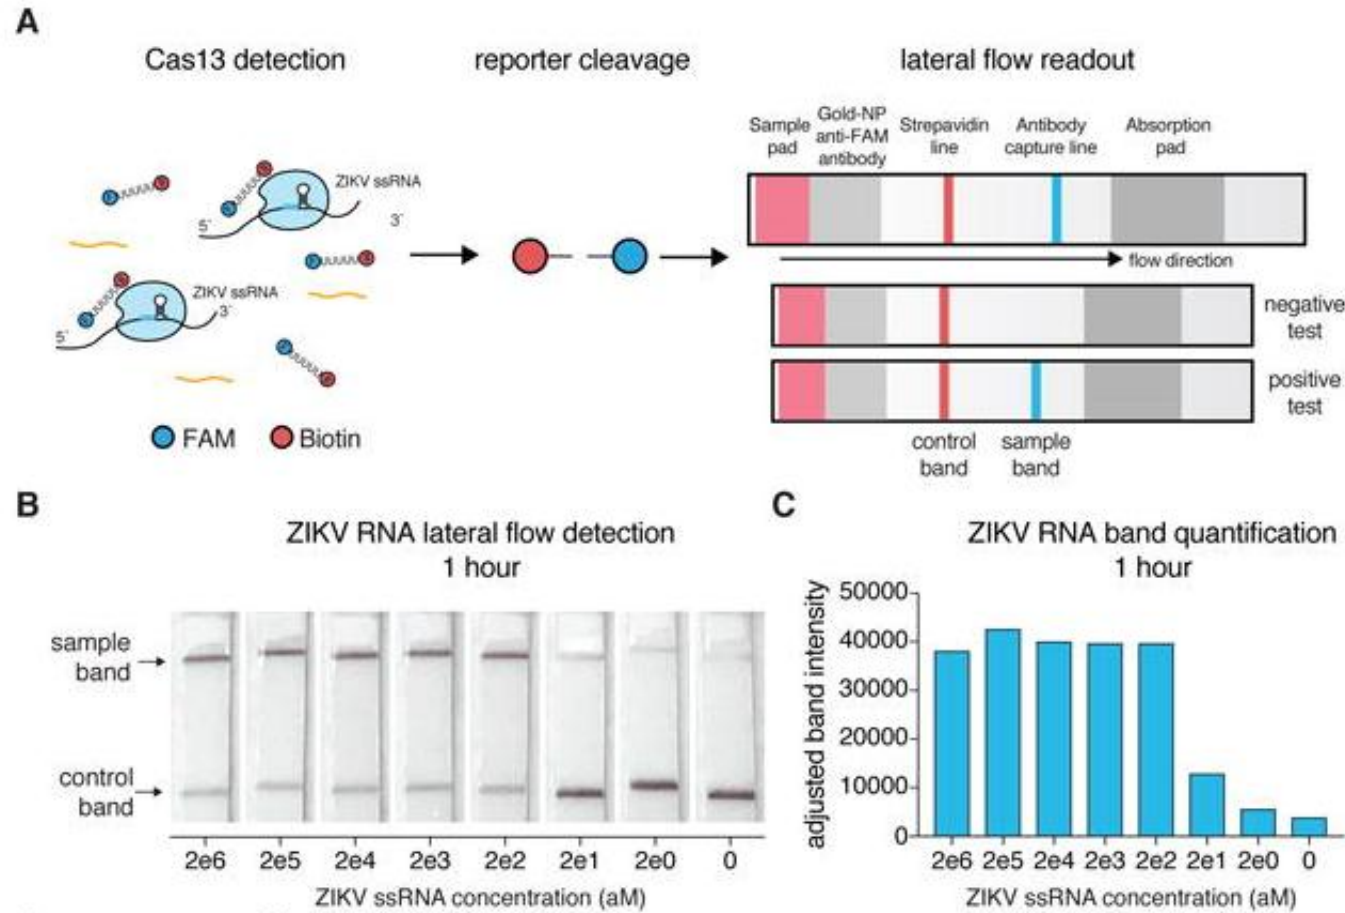 A
Cas13 detection
reporter cleavage
lateral flow readout
Sample
pad
Gold-NP
anti-FAM
antibody
Strepavidin
line
Antibody
capture line
Absorption
pad
ZIKV ssRNA
5´
3´
ZIKV ssRNA
3´
5´
flow direction
negative
test
positive
test
control
band
sample
band
FAM
Biotin
B
ZIKV RNA lateral flow detection
1 hour
sample
band
control
band
2e6 2e5 2e4 2e3 2e2 2e1 2e0 0
ZIKV ssRNA concentration (aM)
C
ZIKV RNA band quantification
1 hour
adjusted band intensity
50000
40000
30000
20000
10000
0
2e6 2e5 2e4 2e3 2e2 2e1 2e0 0
ZIKV ssRNA concentration (aM)